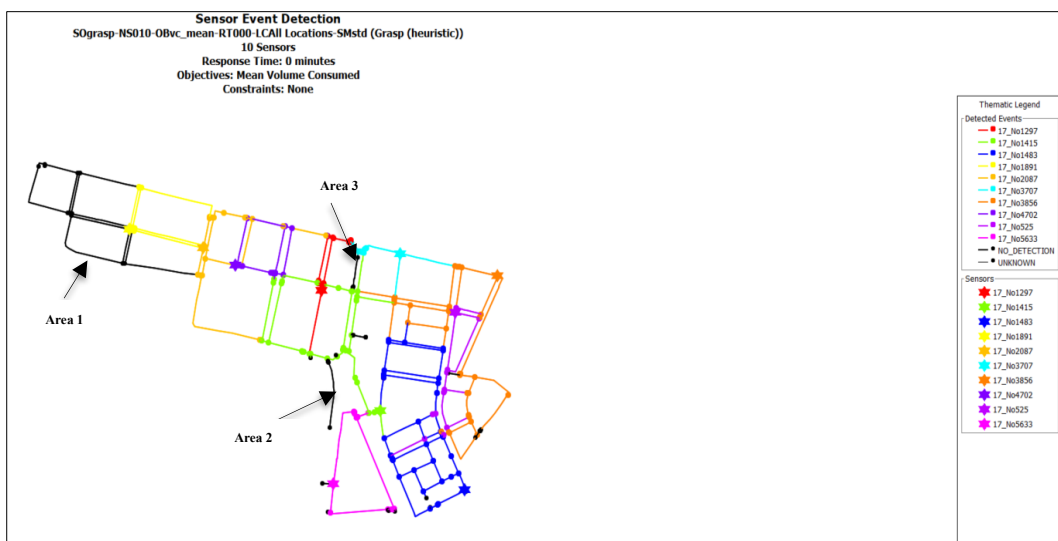 Sensor Event Detection
SOgrasp-NS010-OBvc_mean-RT000-LCAll Locations-SMstd (Grasp (heuristic))
10 Sensors
Response Time: 0 minutes
Objectives: Mean Volume Consumed
Constraints: None
Area 3
Area 1
Area 2
Thematic Legend
Detected Events
17_No1297
17_No1415
17_No1483
17_No1891
17_No2087
17_No3707
17_No3856
17_No4702
17_No525
17_No5633
NO_DETECTION
UNKNOWN
Sensors
17_No1297
17_No1415
17_No1483
17_No1891
17_No2087
17_No3707
17_No3856
17_No4702
17_No525
17_No5633